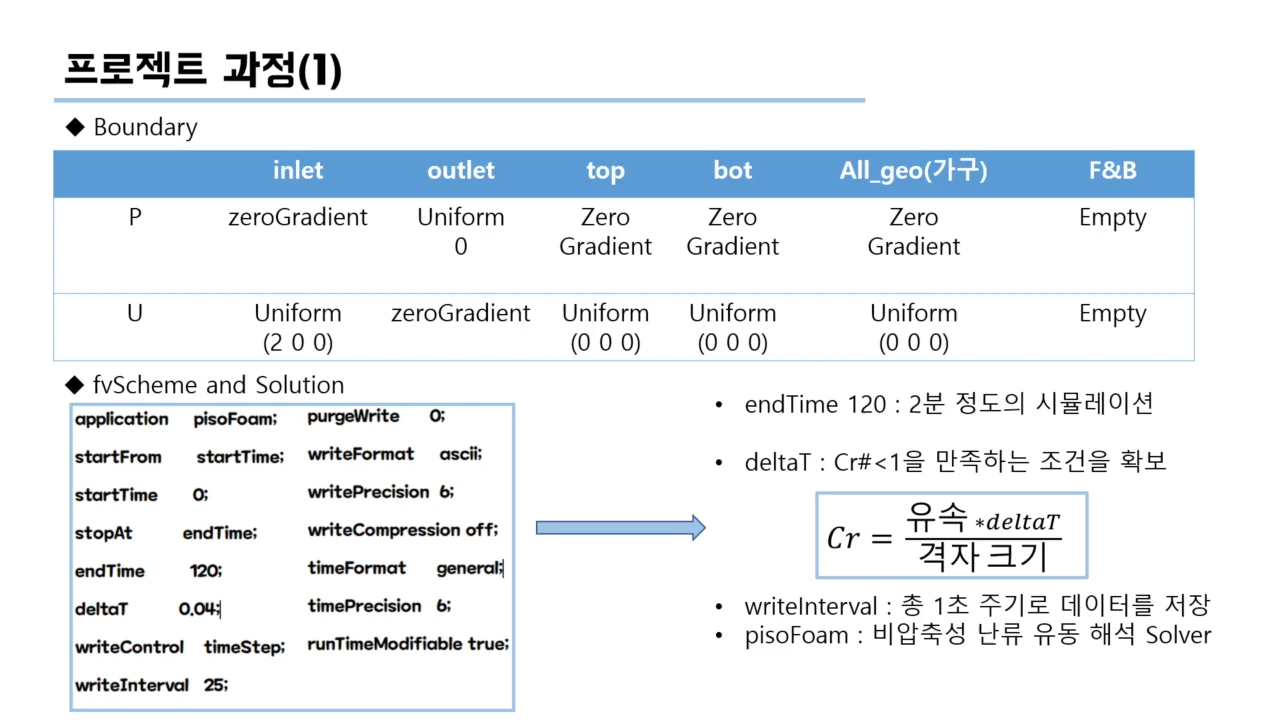 프로젝트 과정(1)
◆ Boundary
inlet outlet top bot All_geo(가구) F&B
P zeroGradient Uniform 0 Zero Gradient Zero Gradient Zero Gradient Empty
U Uniform (2 0 0) zeroGradient Uniform (0 0 0) Uniform (0 0 0) Uniform (0 0 0) Empty
◆ fvScheme and Solution
application pisoFoam;
startFrom startTime;
startTime 0;
stopAt endTime;
endTime 120;
deltaT 0.04;
writeControl timeStep;
writeInterval 25;
purgeWrite 0;
writeFormat ascii;
writePrecision 6;
writeCompression off;
timeFormat general;
timePrecision 6;
runTimeModifiable true;
• endTime 120 : 2분 정도의 시뮬레이션
• deltaT : Cr#<1을 만족하는 조건을 확보
Cr = 유속 *deltaT / 격자 크기
• writeInterval : 총 1초 주기로 데이터를 저장
• pisoFoam : 비압축성 난류 유동 해석 Solver